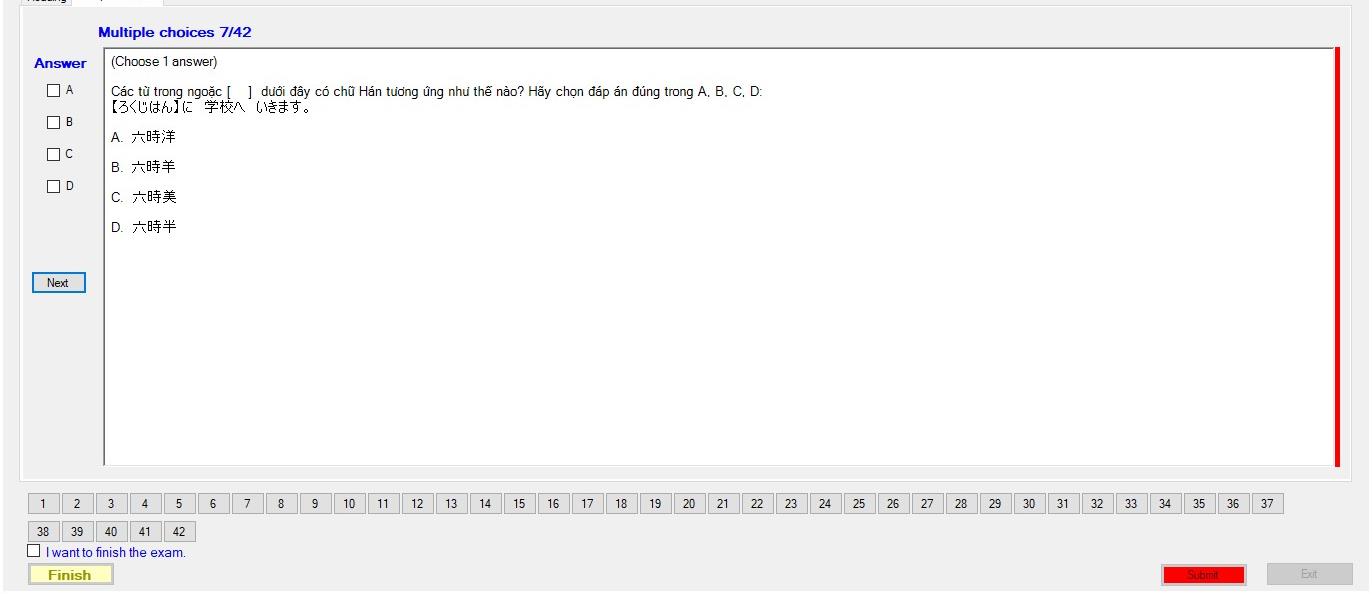 Multiple choices 7/42
Answer
(Choose 1 answer)
A
Các từ trong ngoặc [    ] dưới đây có chữ Hán tương ứng như thế nào? Hãy chọn đáp án đúng trong A, B, C, D:
【ろくじはん】に 学校へ いきます。
B
A. 六時洋
C
B. 六時羊
D
C. 六時美
D. 六時半
Next
1 2 3 4 5 6 7 8 9 10 11 12 13 14 15 16 17 18 19 20 21 22 23 24 25 26 27 28 29 30 31 32 33 34 35 36 37
38 39 40 41 42
I want to finish the exam.
Finish
Submit
Exit